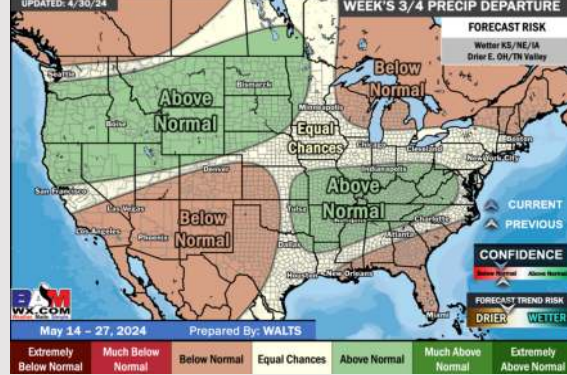 UPDATED: 4/30/24
WEEK'S 3/4 PRECIP DEPARTURE
FORECAST RISK
Wetter KS/NE/IA
Drier E. OH/TN Valley
Seattle
Below
Normal
Bismarck
Above
Normal
Minneapolis
Boise
Equal
Chances
Boston
Chicago
Cleveland
New York City
Denver
Indianapolis
San Francisco
Above
Normal
Las Vegas
Below
Normal
Tulsa
Charlotte
Los Angeles
Phoenix
Atlanta
Dallas
Houston
New Orleans
Miami
CURRENT
PREVIOUS
CONFIDENCE
Below Normal
Above Normal
FORECAST TREND RISK
DRIER
WETTER
BAM
WX.COM
May 14 – 27, 2024
Prepared By: WALTS
Extremely
Below Normal
Much Below
Normal
Below Normal
Equal Chances
Above Normal
Much Above
Normal
Extremely
Above Normal